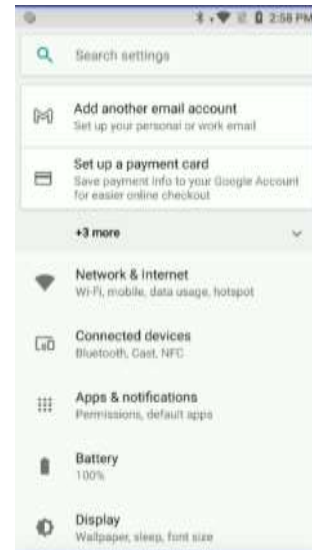 2:58 PM
Search settings
Add another email account
Set up your personal or work email
Set up a payment card
Save payment info to your Google Account
for easier online checkout
+3 more
Network & Internet
Wi-Fi, mobile, data usage, hotspot
Connected devices
Bluetooth, Cast, NFC
Apps & notifications
Permissions, default apps
Battery
100%
Display
Wallpaper, sleep, font size